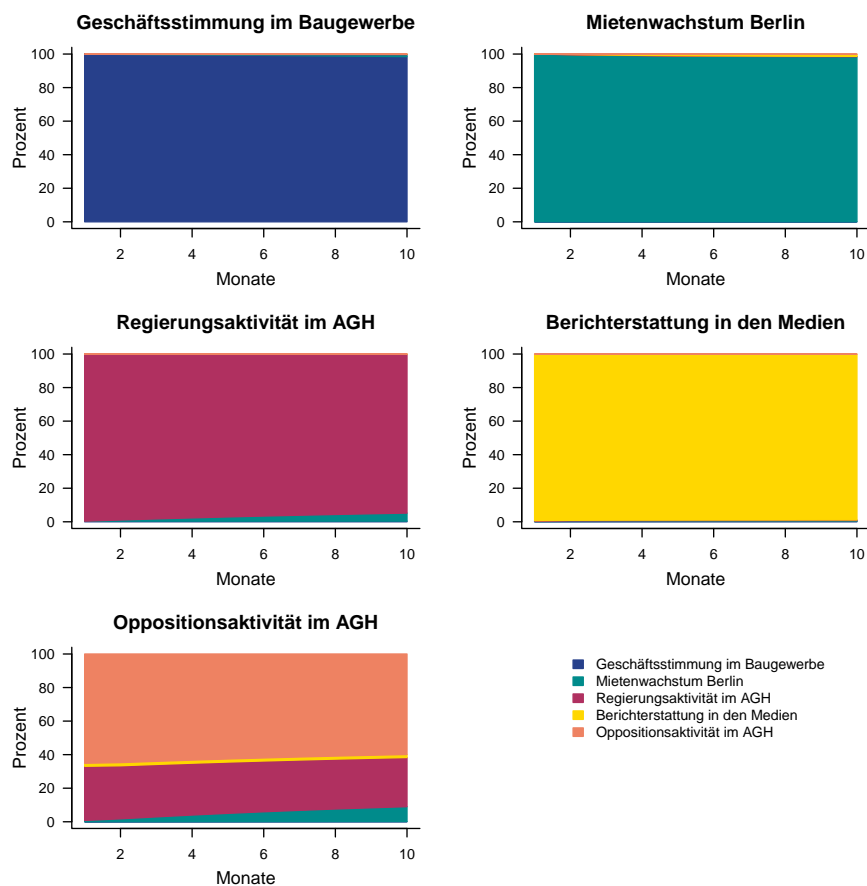 Geschäftsstimmung im Baugewerbe
Prozent
100
80
60
40
20
0
2 4 6 8 10
Monate
Mietenwachstum Berlin
Prozent
100
80
60
40
20
0
2 4 6 8 10
Monate
Regierungsaktivität im AGH
Prozent
100
80
60
40
20
0
2 4 6 8 10
Monate
Berichterstattung in den Medien
Prozent
100
80
60
40
20
0
2 4 6 8 10
Monate
Oppositionsaktivität im AGH
Prozent
100
80
60
40
20
0
2 4 6 8 10
Monate
Geschäftsstimmung im Baugewerbe
Mietenwachstum Berlin
Regierungsaktivität im AGH
Berichterstattung in den Medien
Oppositionsaktivität im AGH